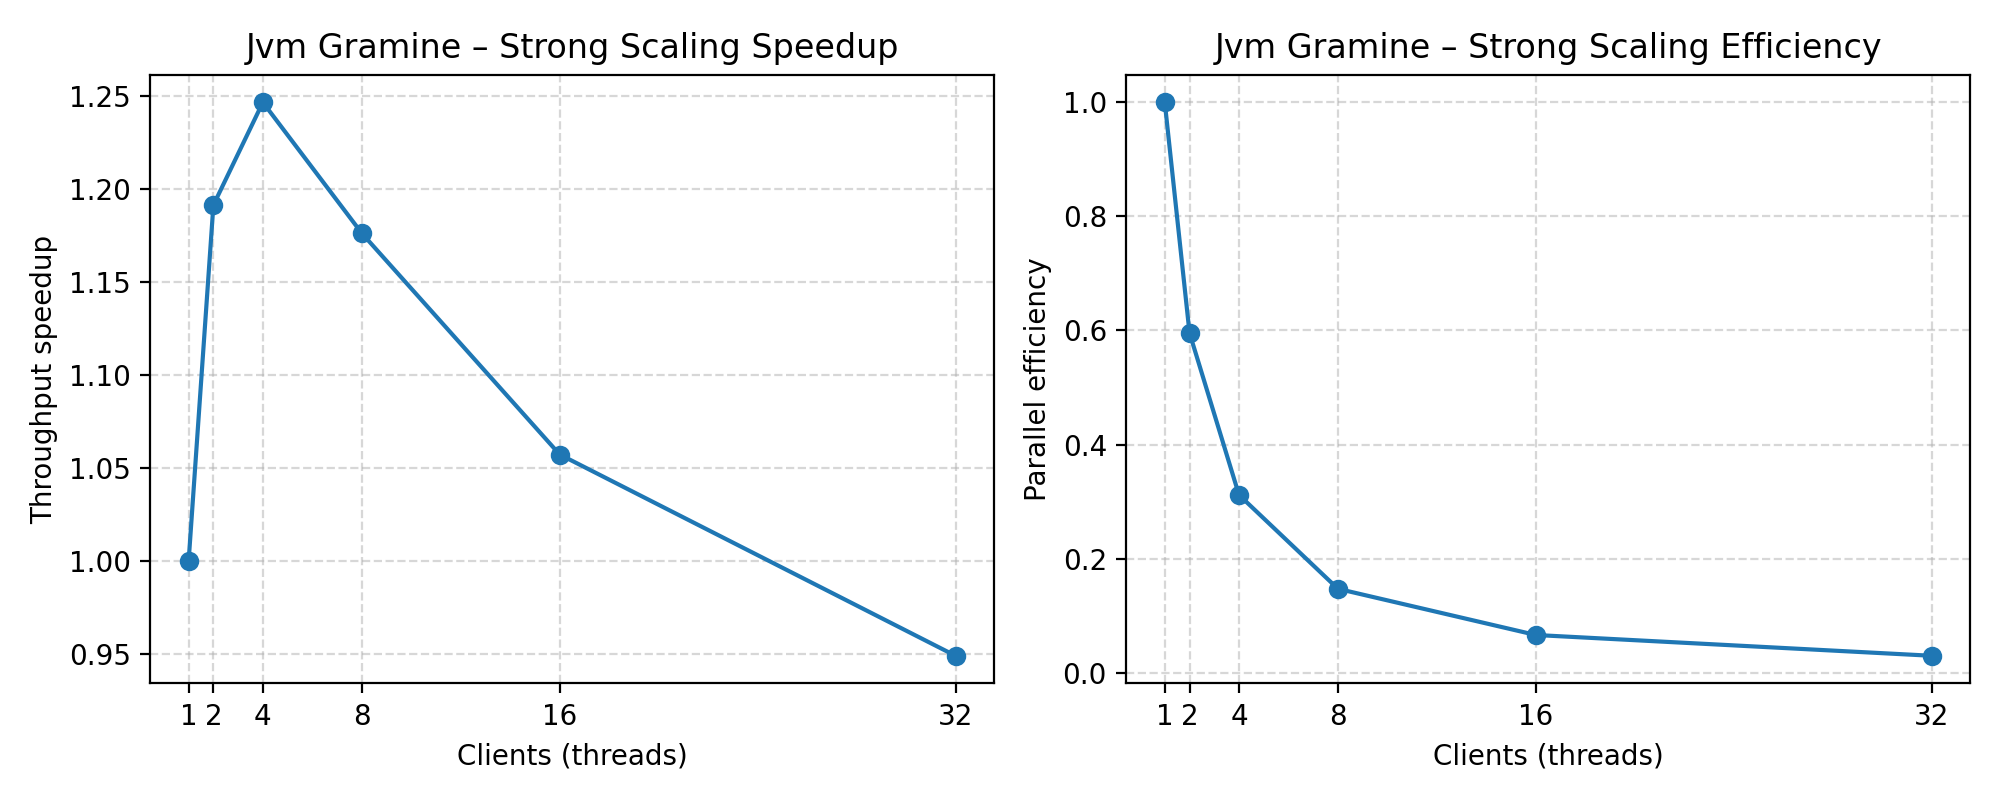 Jvm Gramine – Strong Scaling Speedup
1.25
1.20
1.15
1.10
1.05
1.00
0.95
Throughput speedup
1 2 4 8 16 32
Clients (threads)
Jvm Gramine – Strong Scaling Efficiency
1.0
0.8
0.6
0.4
0.2
0.0
Parallel efficiency
1 2 4 8 16 32
Clients (threads)